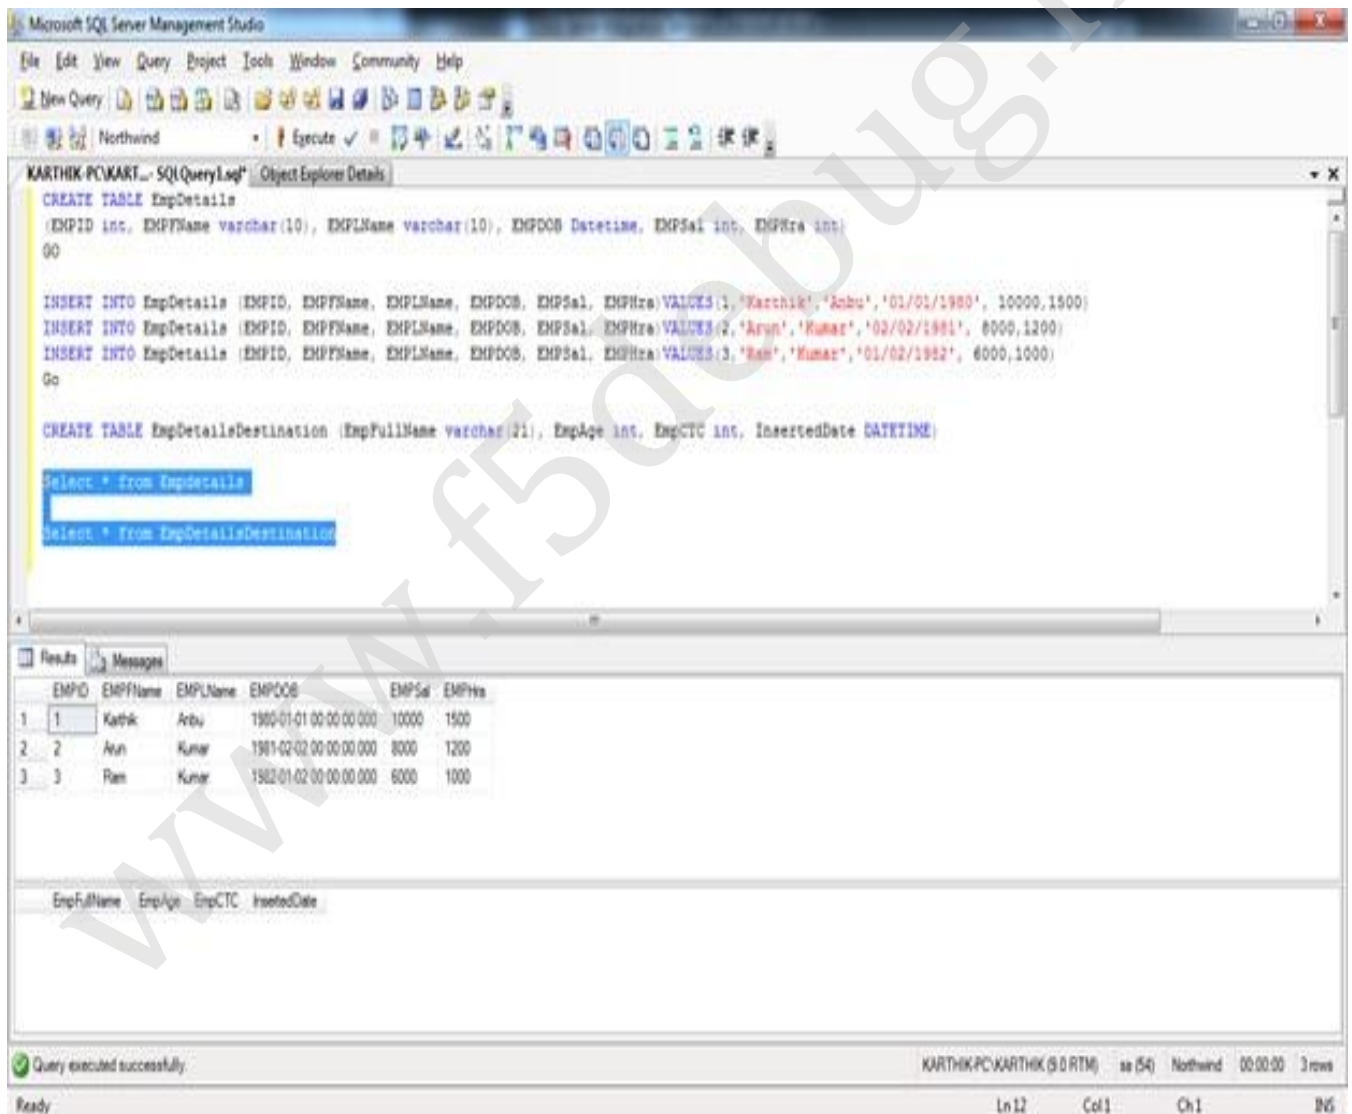 Microsoft SQL Server Management Studio
File Edit View Query Project Tools Window Community Help
New Query
Northwind Execute
KARTHIK-PC\KART...- SQLQuery1.sql* Object Explorer Details
CREATE TABLE EmpDetails
(EMPID int, EMPFName varchar(10), EMPLName varchar(10), EMPDOB Datetime, EMPSal int, EMPHra int)
GO
INSERT INTO EmpDetails (EMPID, EMPFName, EMPLName, EMPDOB, EMPSal, EMPHra)VALUES(1,'Karthik','Anbu','01/01/1980', 10000,1500)
INSERT INTO EmpDetails (EMPID, EMPFName, EMPLName, EMPDOB, EMPSal, EMPHra)VALUES(2,'Arun','Kumar','02/02/1981', 8000,1200)
INSERT INTO EmpDetails (EMPID, EMPFName, EMPLName, EMPDOB, EMPSal, EMPHra)VALUES(3,'Ram','Kumar','01/02/1982', 6000,1000)
Go
CREATE TABLE EmpDetailsDestination (EmpFullName varchar(21), EmpAge int, EmpCTC int, InsertedDate DATETIME)
Select * from Empdetails
Select * from EmpDetailsDestination
Results Messages
EMPID EMPFName EMPLName EMPDOB EMPSal EMPHra
1 1 Karthik Anbu 1980-01-01 00:00:00.000 10000 1500
2 2 Arun Kumar 1981-02-02 00:00:00.000 8000 1200
3 3 Ram Kumar 1982-01-02 00:00:00.000 6000 1000
EmpFullName EmpAge EmpCTC InsertedDate
Query executed successfully. KARTHIK-PC\KARTHIK (9.0 RTM) sa (54) Northwind 00:00:00 3 rows
Ready Ln 12 Col 1 Ch 1 INS
www.f5debug.n